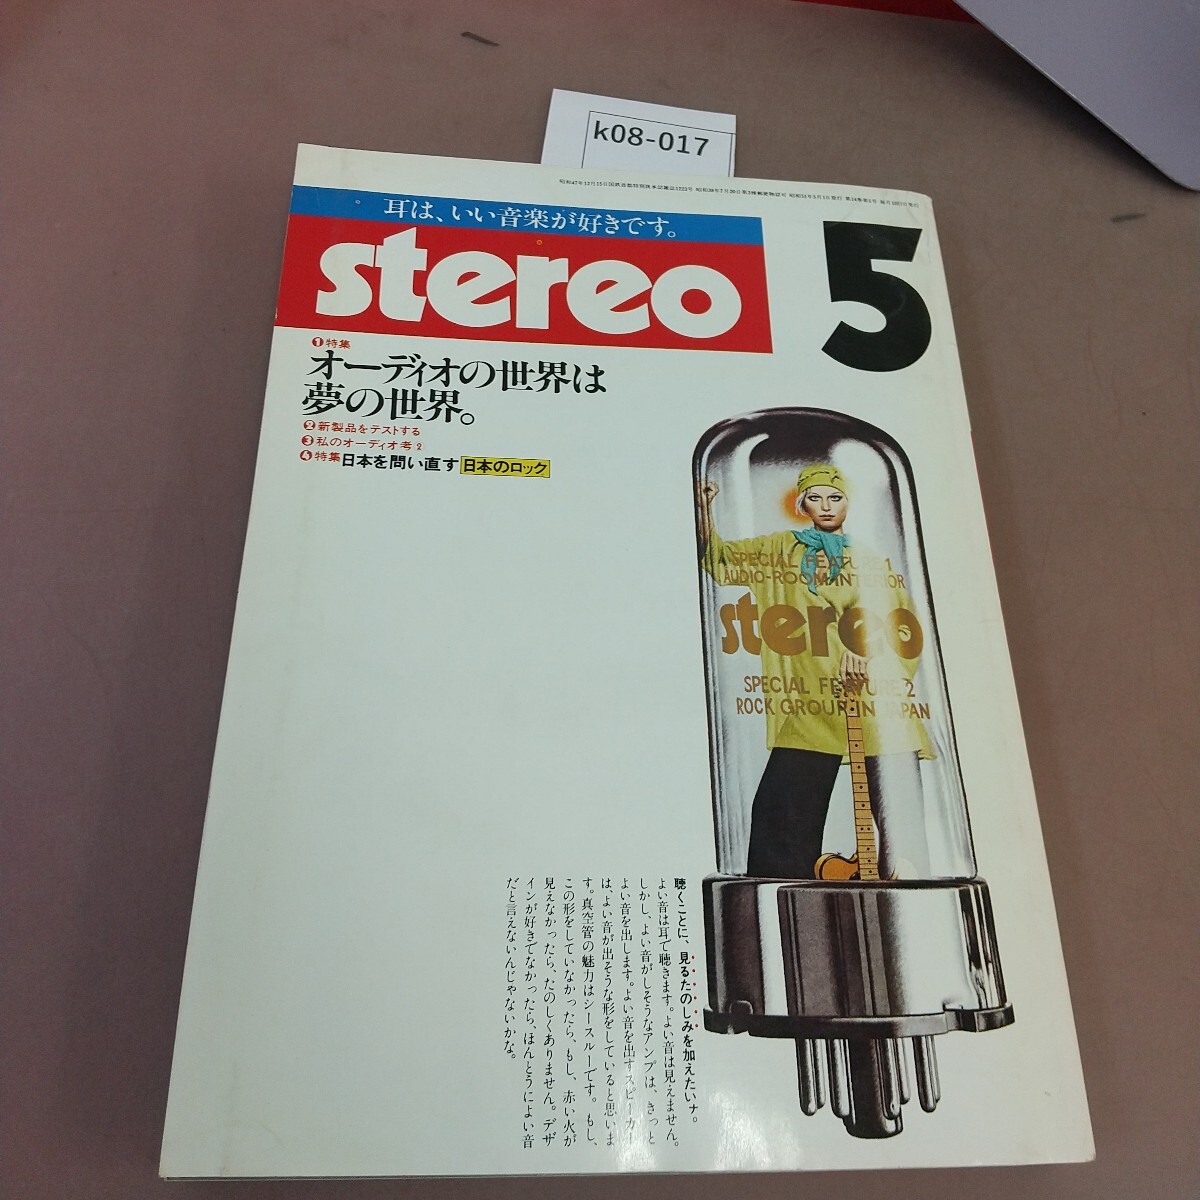 k08-017
耳は、いい音楽が好きです。
stereo
5
❶特集
オーディオの世界は
夢の世界。
❷新製品をテストする
❸私のオーディオ考2
❹特集日本を問い直す日本のロック
SPECIAL FEATURE 1
AUDIO-ROOM INTERIOR
stereo
SPECIAL FEATURE 2
ROCK GROUP IN JAPAN
聴くことに、見るたのしみを加えたいナ。
よい音は耳で聴きます。よい音は見えません。
しかし、よい音がしそうなアンプは、きっと
よい音を出します。よい音を出すスピーカー
は、よい音が出そうな形をしていると思いま
す。真空管の魅力はシースルーです。もし、
この形をしていなかったら、もし、赤い火が
見えなかったら、たのしくありません。デザ
インが好きでなかったら、ほんとうによい音
だと言えないんじゃないかな。